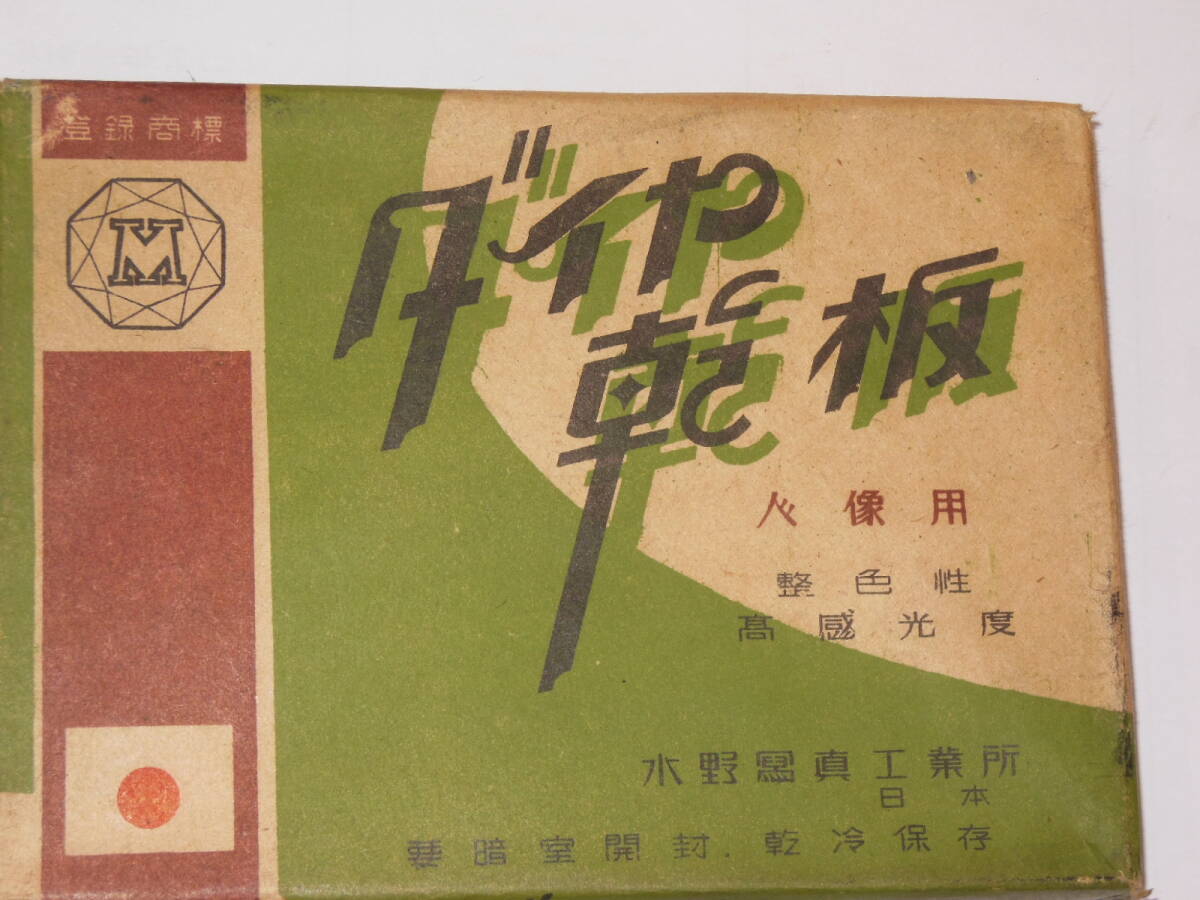 登録商標
M
ダイヤ
乾板
人像用
整色性
高感光度
水野寫真工業所
日本
要暗室開封.乾冷保存